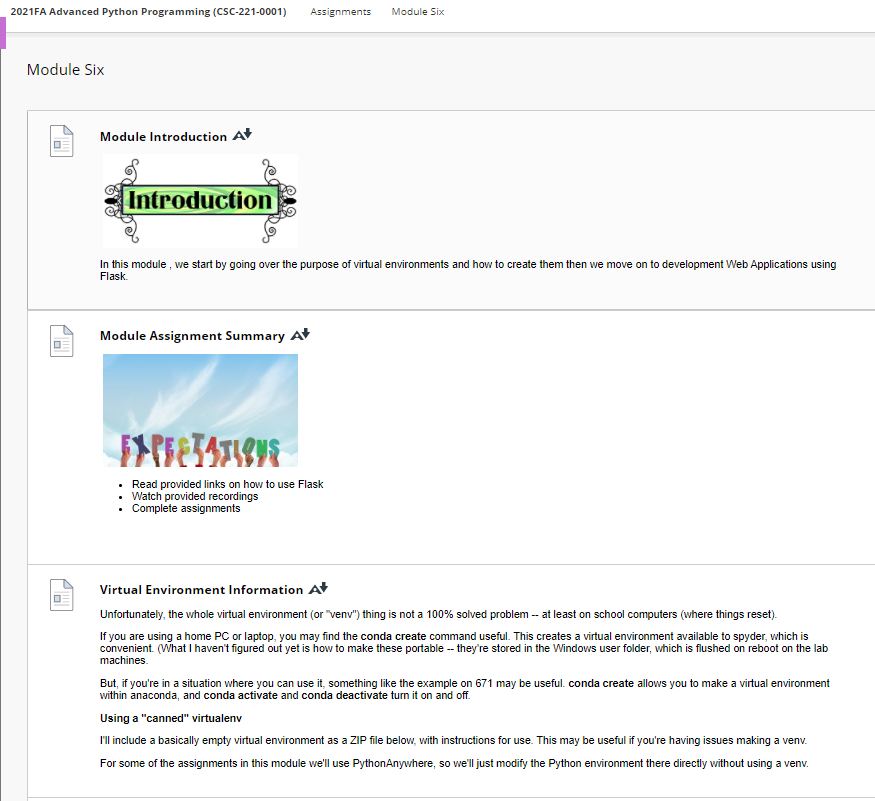 2021FA Advanced Python Programming (CSC-221-0001) Assignments Module Six
Module Six
Module Introduction
Introduction
In this module , we start by going over the purpose of virtual environments and how to create them then we move on to development Web Applications using
Flask.
Module Assignment Summary
EXPECTATIONS
Read provided links on how to use Flask
Watch provided recordings
Complete assignments
Virtual Environment Information
Unfortunately, the whole virtual environment (or "venv") thing is not a 100% solved problem -- at least on school computers (where things reset).
If you are using a home PC or laptop, you may find the conda create command useful. This creates a virtual environment available to spyder, which is
convenient. (What I haven't figured out yet is how to make these portable -- they're stored in the Windows user folder, which is flushed on reboot on the lab
machines.
But, if you're in a situation where you can use it, something like the example on 671 may be useful. conda create allows you to make a virtual environment
within anaconda, and conda activate and conda deactivate turn it on and off.
Using a "canned" virtualenv
I'll include a basically empty virtual environment as a ZIP file below, with instructions for use. This may be useful if you're having issues making a venv.
For some of the assignments in this module we'll use PythonAnywhere, so we'll just modify the Python environment there directly without using a venv.